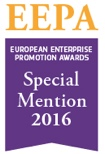 EEPA
EUROPEAN ENTERPRISE
PROMOTION AWARDS
Special
Mention
2016